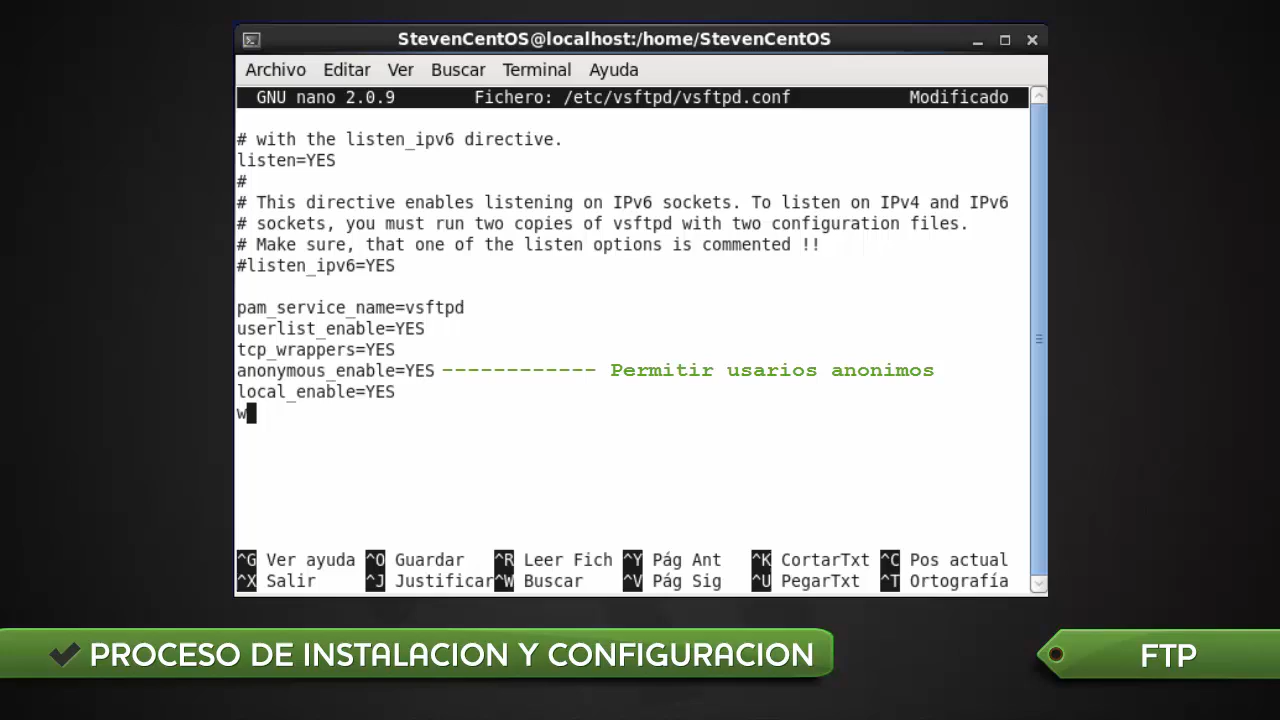 StevenCentOS@localhost:/home/StevenCentOS
Archivo Editar Ver Buscar Terminal Ayuda
GNU nano 2.0.9 Fichero: /etc/vsftpd/vsftpd.conf Modificado
# with the listen_ipv6 directive.
listen=YES
#
# This directive enables listening on IPv6 sockets. To listen on IPv4 and IPv6
# sockets, you must run two copies of vsftpd with two configuration files.
# Make sure, that one of the listen options is commented !!
#listen_ipv6=YES
pam_service_name=vsftpd
userlist_enable=YES
tcp_wrappers=YES
anonymous_enable=YES ------------ Permitir usarios anonimos
local_enable=YES
w
^G Ver ayuda ^O Guardar ^R Leer Fich ^Y Pág Ant ^K CortarTxt ^C Pos actual
^X Salir ^J Justificar ^W Buscar ^V Pág Sig ^U PegarTxt ^T Ortografía
PROCESO DE INSTALACION Y CONFIGURACION
FTP